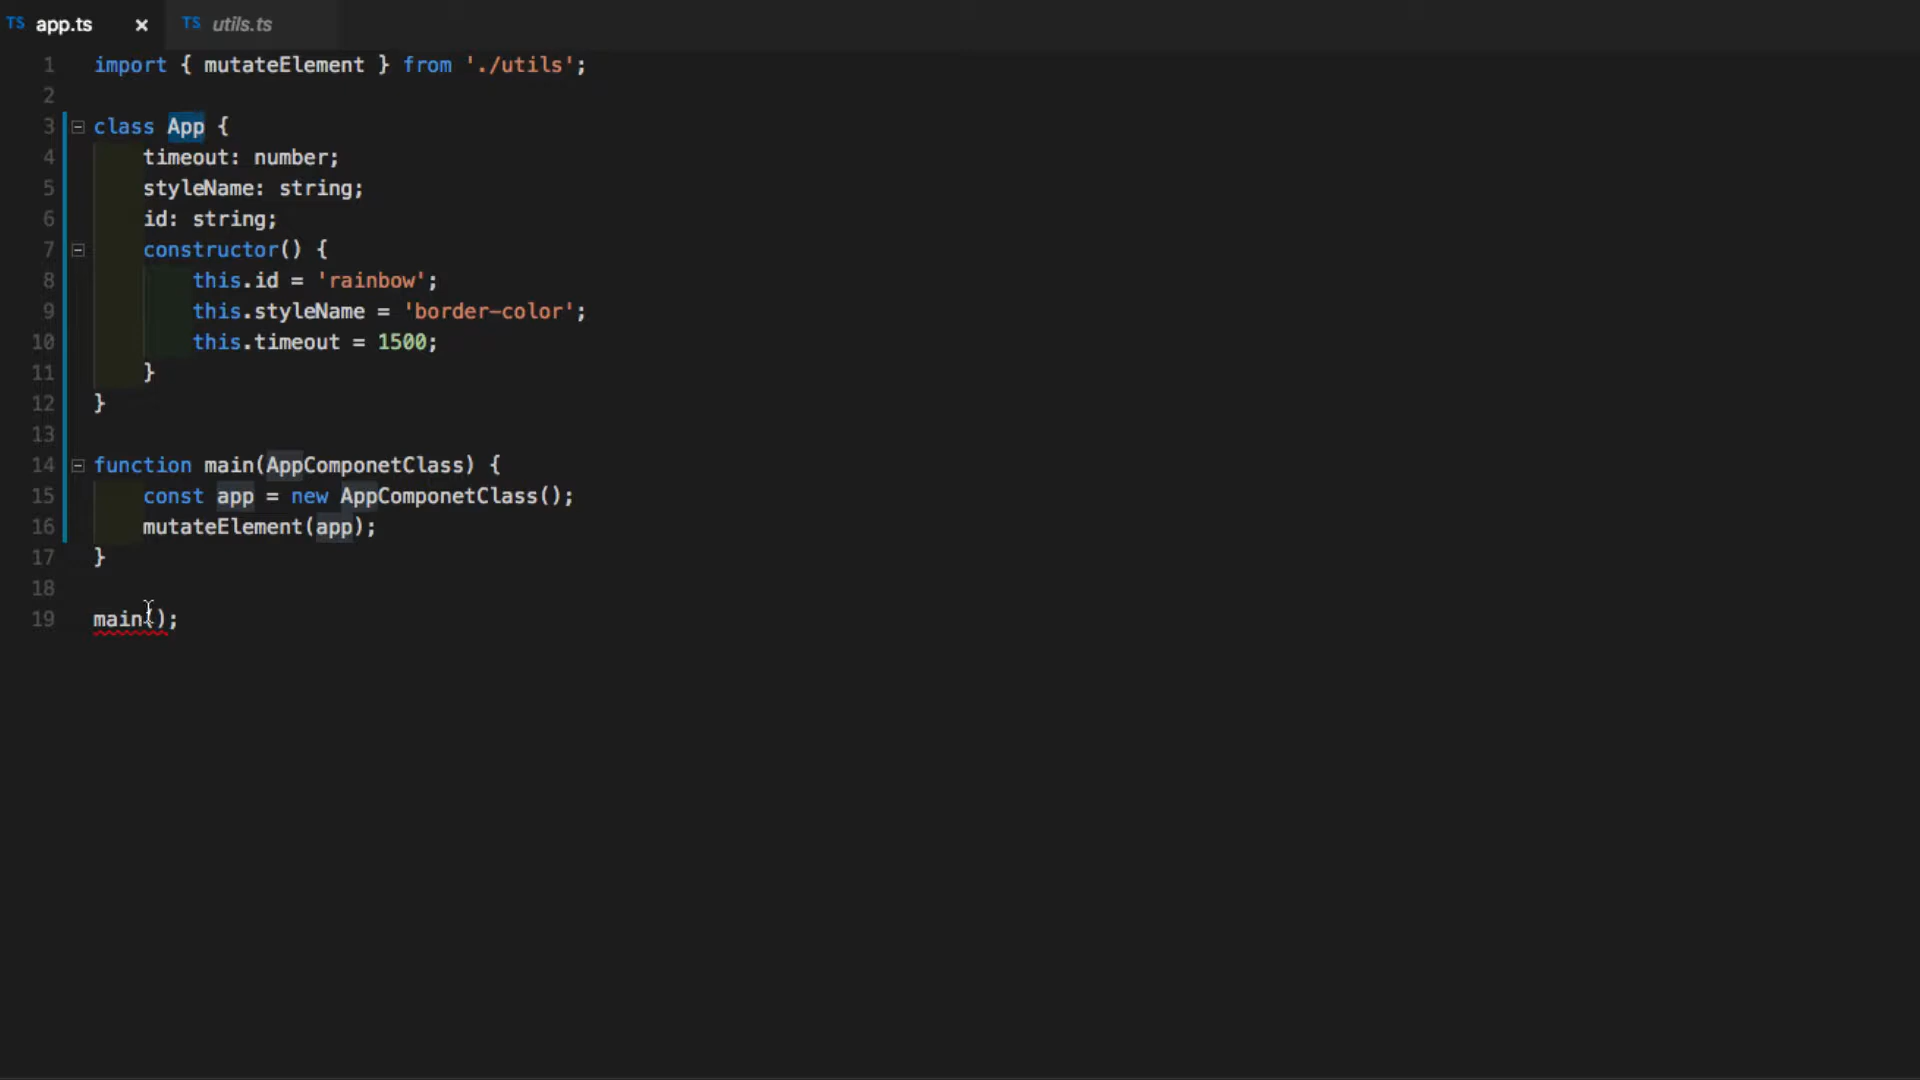 TS app.ts × TS utils.ts
1 import { mutateElement } from './utils';
2
3 class App {
4 timeout: number;
5 styleName: string;
6 id: string;
7 constructor() {
8 this.id = 'rainbow';
9 this.styleName = 'border-color';
10 this.timeout = 1500;
11 }
12 }
13
14 function main(AppComponetClass) {
15 const app = new AppComponetClass();
16 mutateElement(app);
17 }
18
19 main();